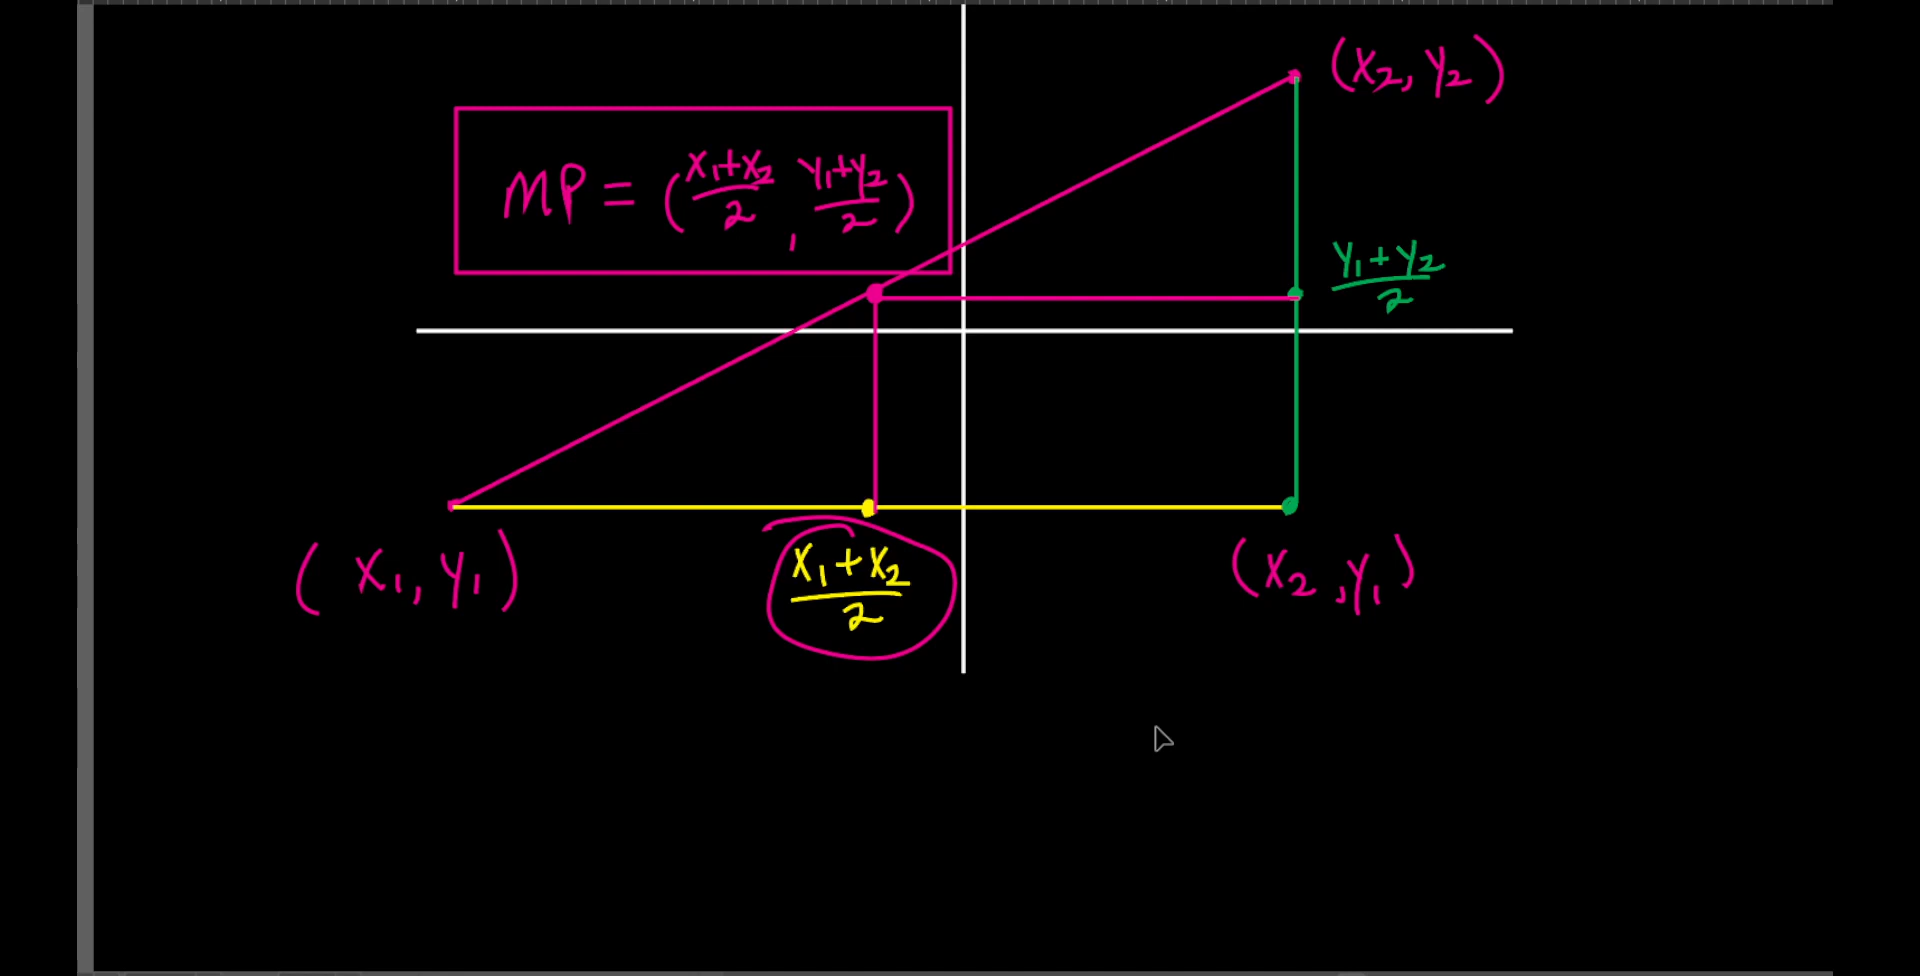 (x₂, y₂)
MP = (x₁+x₂/2, y₁+y₂/2)
y₁+y₂/2
(x₁, y₁)
x₁+x₂/2
(x₂, y₁)